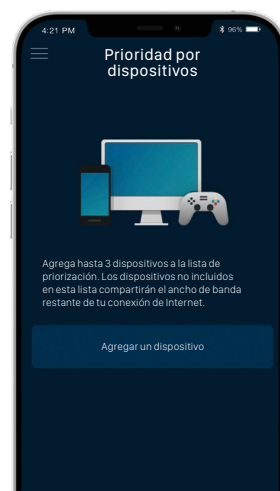 4:21 PM
96%
Prioridad por
dispositivos
Agrega hasta 3 dispositivos a la lista de
priorización. Los dispositivos no incluidos
en esta lista compartirán el ancho de banda
restante de tu conexión de Internet.
Agregar un dispositivo